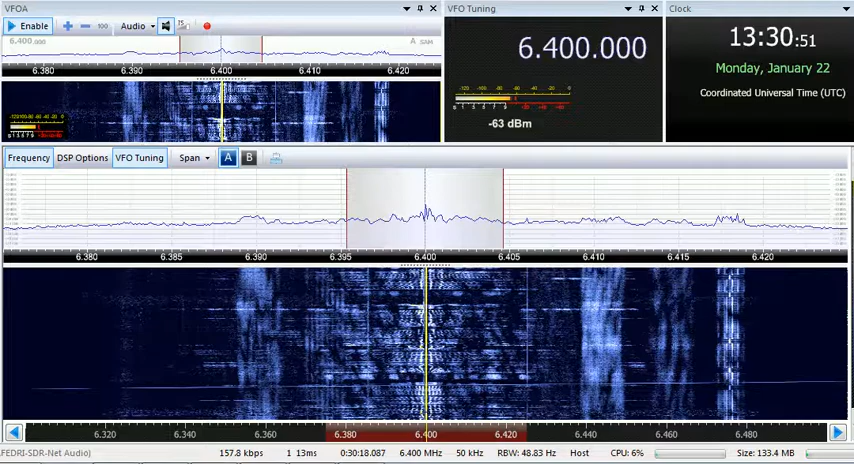 VFOA
Enable 100 Audio
6.400.000 A SAM
6.380 6.390 6.400 6.410 6.420
VFO Tuning
6.400.000
-63 dBm
Clock
13:30:51
Monday, January 22
Coordinated Universal Time (UTC)
Frequency DSP Options VFO Tuning Span A B
6.380 6.385 6.390 6.395 6.400 6.405 6.410 6.415 6.420
6.320 6.340 6.360 6.380 6.400 6.420 6.440 6.460 6.480
AFEDRI-SDR-Net Audio) 157.8 kbps 1 13ms 0:30:18.087 6.400 MHz 50 kHz RBW: 48.83 Hz Host CPU: 6% Size: 133.4 MB